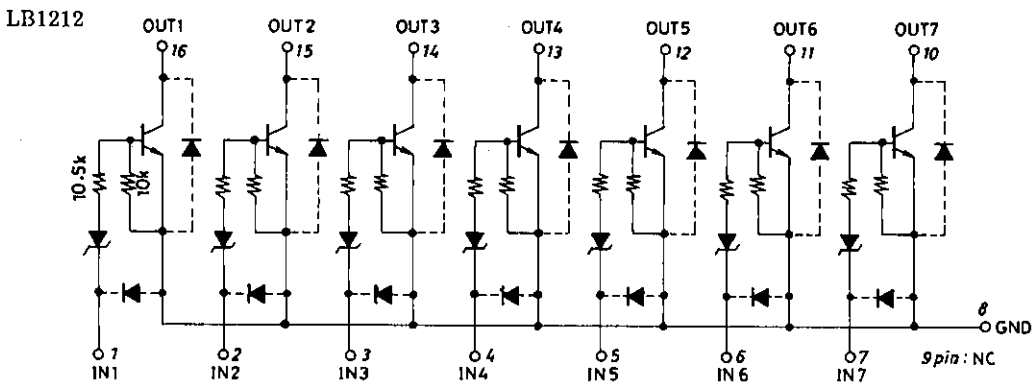 LB1212
OUT1 OUT2 OUT3 OUT4 OUT5 OUT6 OUT7
16 15 14 13 12 11 10
10.5k 10k
8
GND
1 2 3 4 5 6 7
9pin: NC
IN1 IN2 IN3 IN4 IN5 IN6 IN7